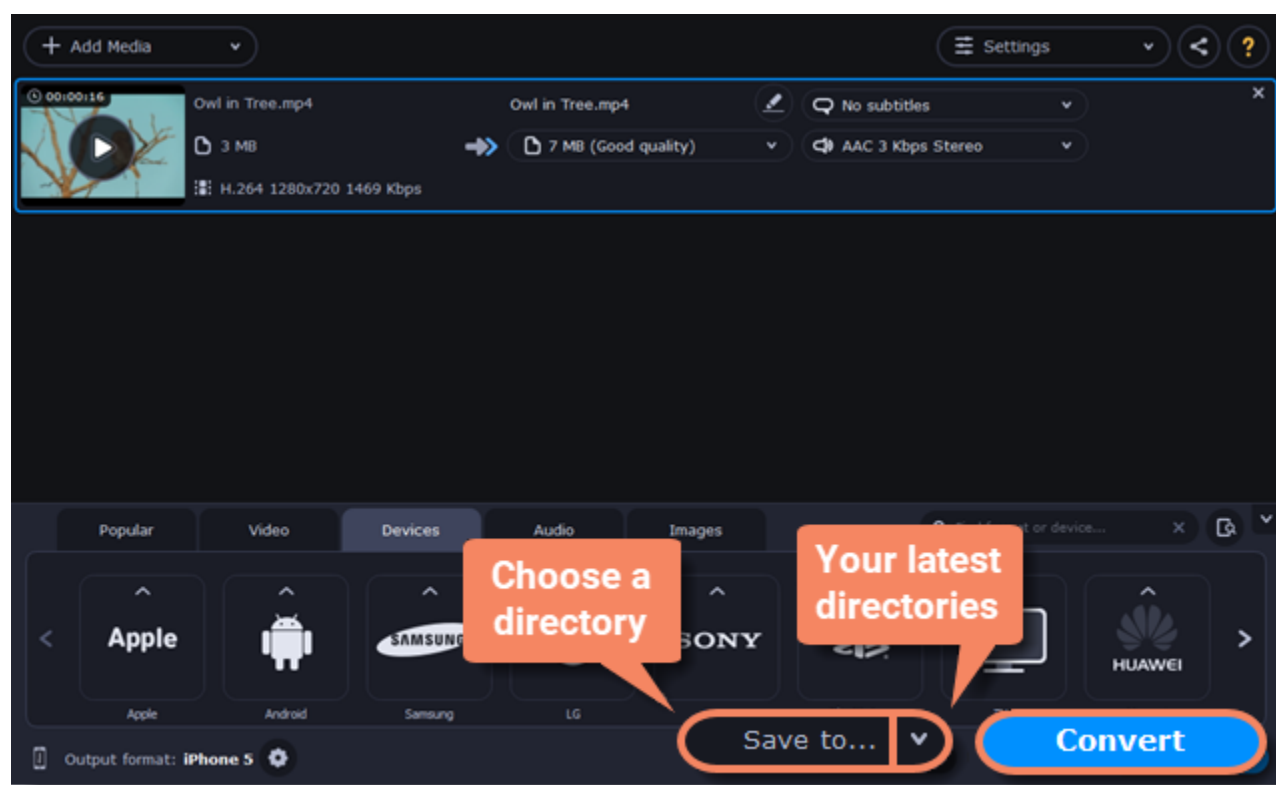 Add Media
Settings
?
00:00:16
Owl in Tree.mp4
Owl in Tree.mp4
No subtitles
3 MB
7 MB (Good quality)
AAC 3 Kbps Stereo
H.264 1280x720 1469 Kbps
Popular
Video
Devices
Audio
Images
or device...
Choose a
directory
Your latest
directories
Apple
SAMSUNG
SONY
HUAWEI
Apple
Android
Samsung
LG
Save to...
Convert
Output format: iPhone 5